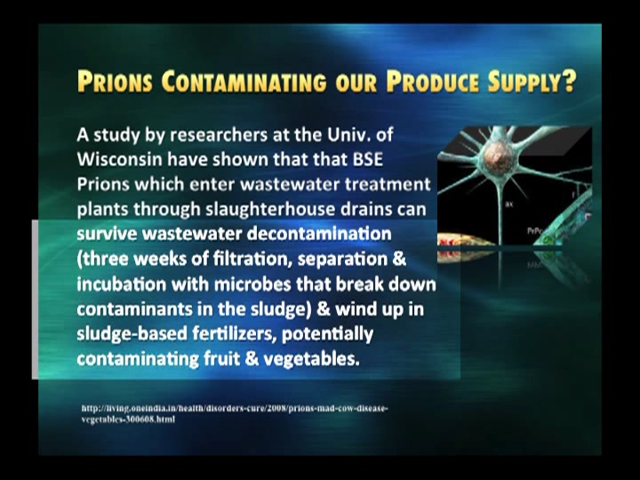 PRIONS CONTAMINATING OUR PRODUCE SUPPLY?
A study by researchers at the Univ. of
Wisconsin have shown that that BSE
Prions which enter wastewater treatment
plants through slaughterhouse drains can
survive wastewater decontamination
(three weeks of filtration, separation &
incubation with microbes that break down
contaminants in the sludge) & wind up in
sludge-based fertilizers, potentially
contaminating fruit & vegetables.
ax
http://living.oneindia.in/health/disorders-cure/2008/prions-mad-cow-disease-
vegetables-300608.html